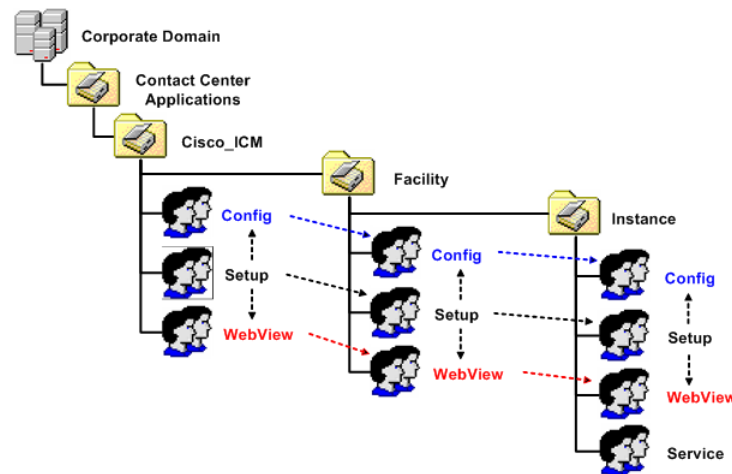 Corporate Domain
Contact Center
Applications
Cisco_ICM
Facility
Instance
Config
Setup
WebView
Config
Setup
WebView
Config
Setup
WebView
Service